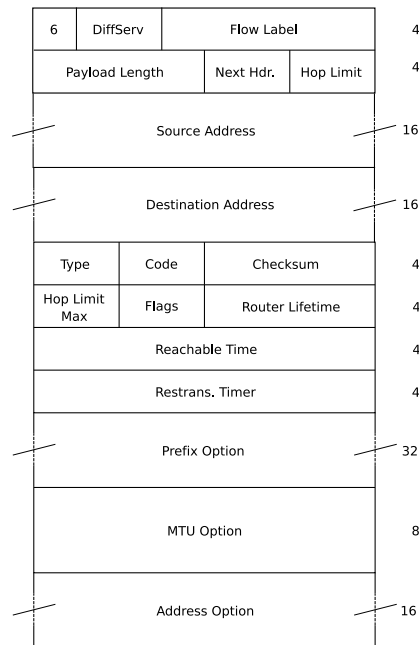 6 DiffServ Flow Label 4
Payload Length Next Hdr. Hop Limit 4
Source Address 16
Destination Address 16
Type Code Checksum 4
Hop Limit
Max Flags Router Lifetime 4
Reachable Time 4
Restrans. Timer 4
Prefix Option 32
MTU Option 8
Address Option 16